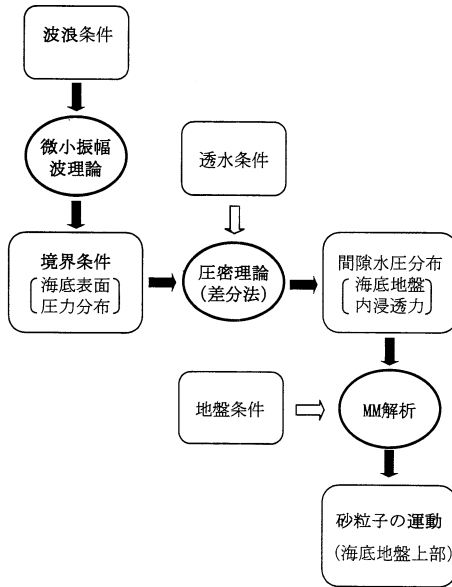 波浪条件
微小振幅
波理論
透水条件
境界条件
海底表面
圧力分布
圧密理論
(差分法)
間隙水圧分布
海底地盤
内浸透力
地盤条件
MM解析
砂粒子の運動
(海底地盤上部)